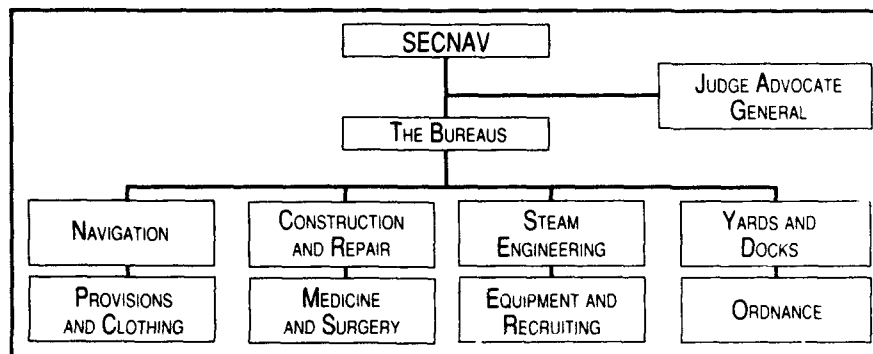 SECNAV
JUDGE ADVOCATE
GENERAL
THE BUREAUS
NAVIGATION
CONSTRUCTION
AND REPAIR
STEAM
ENGINEERING
YARDS AND
DOCKS
PROVISIONS
AND CLOTHING
MEDICINE
AND SURGERY
EQUIPMENT AND
RECRUITING
ORDNANCE